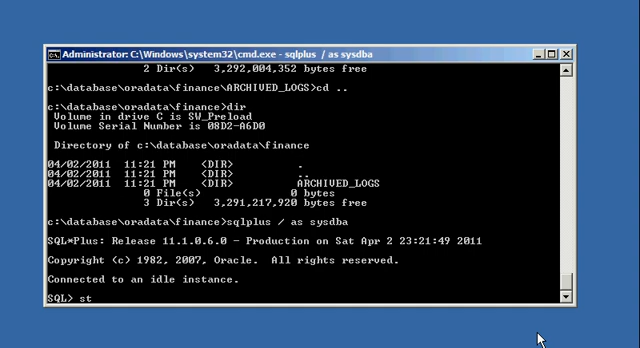 Administrator: C:\Windows\system32\cmd.exe - sqlplus / as sysdba
2 Dir(s) 3,292,004,352 bytes free
c:\database\oradata\finance\ARCHIVED_LOGS>cd ..
c:\database\oradata\finance>dir
Volume in drive C is SW_Preload
Volume Serial Number is 08D2-A6D0
Directory of c:\database\oradata\finance
04/02/2011 11:21 PM <DIR> .
04/02/2011 11:21 PM <DIR> ..
04/02/2011 11:21 PM <DIR> ARCHIVED_LOGS
0 File(s) 0 bytes
3 Dir(s) 3,291,217,920 bytes free
c:\database\oradata\finance>sqlplus / as sysdba
SQL*Plus: Release 11.1.0.6.0 - Production on Sat Apr 2 23:21:49 2011
Copyright (c) 1982, 2007, Oracle. All rights reserved.
Connected to an idle instance.
SQL> st